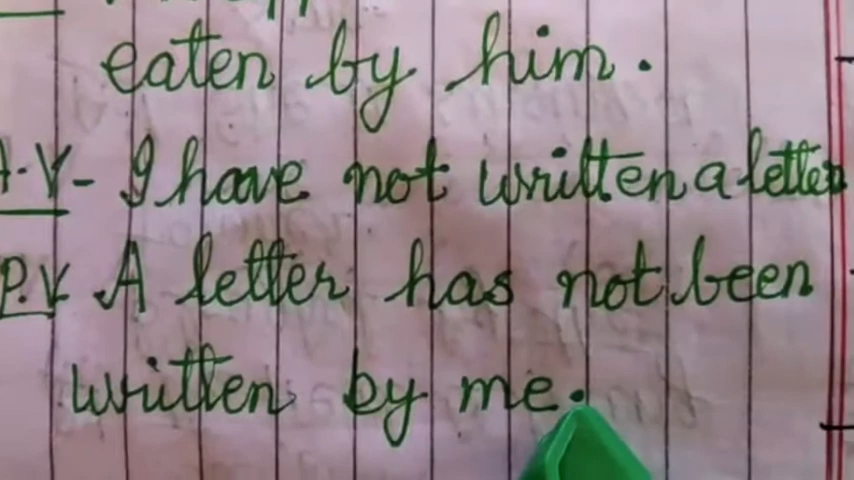 eaten by him.
A.V- I have not written a letter
P.V. A letter has not been
written by me.